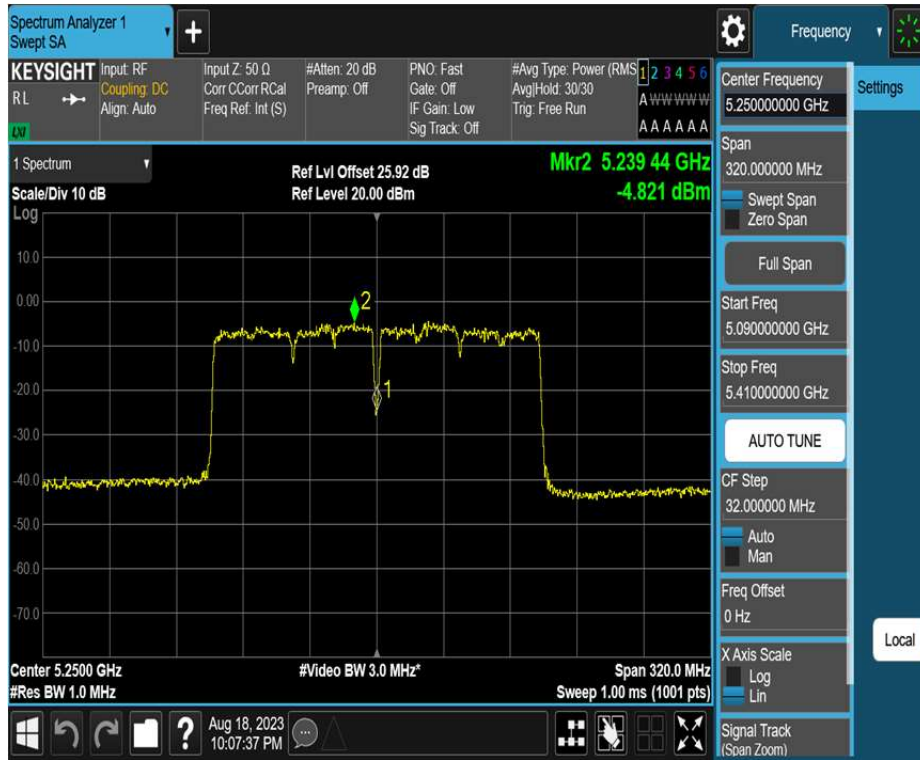 Spectrum Analyzer 1
Swept SA
+
Frequency
KEYSIGHT
RL
LXI
Input: RF
Coupling: DC
Align: Auto
Input Z: 50 Ω
Corr CCorr RCal
Freq Ref: Int (S)
#Atten: 20 dB
Preamp: Off
PNO: Fast
Gate: Off
IF Gain: Low
Sig Track: Off
#Avg Type: Power (RMS
Avg|Hold: 30/30
Trig: Free Run
1 2 3 4 5 6
A W W W W W
A A A A A A
1 Spectrum
Scale/Div 10 dB
Log
Ref Lvl Offset 25.92 dB
Ref Level 20.00 dBm
Mkr2 5.239 44 GHz
-4.821 dBm
10.0
0.00
-10.0
-20.0
-30.0
-40.0
-50.0
-60.0
-70.0
2
1
Center 5.2500 GHz
#Res BW 1.0 MHz
#Video BW 3.0 MHz*
Span 320.0 MHz
Sweep 1.00 ms (1001 pts)
?
Aug 18, 2023
10:07:37 PM
Center Frequency
5.25000000 GHz
Span
320.000000 MHz
Swept Span
Zero Span
Full Span
Start Freq
5.090000000 GHz
Stop Freq
5.410000000 GHz
AUTO TUNE
CF Step
32.000000 MHz
Auto
Man
Freq Offset
0 Hz
X Axis Scale
Log
Lin
Signal Track
(Span Zoom)
Settings
Local